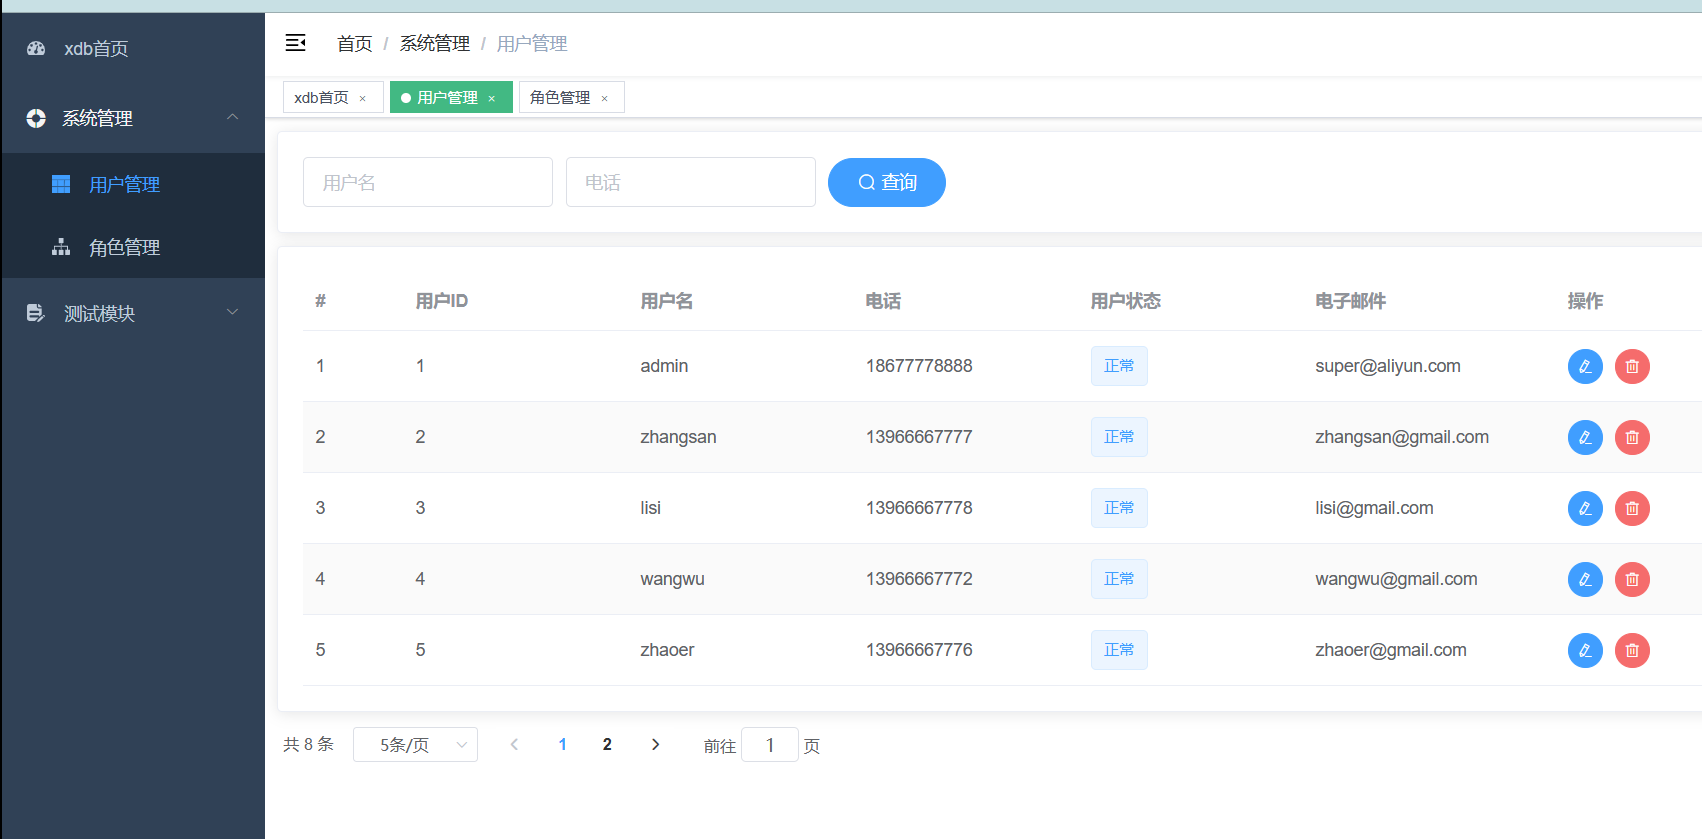 xdb首页
系统管理
用户管理
角色管理
测试模块
首页 / 系统管理 / 用户管理
xdb首页 × 用户管理 × 角色管理 ×
用户名 电话 查询
# 用户ID 用户名 电话 用户状态 电子邮件 操作
1 1 admin 18677778888 正常 super@aliyun.com
2 2 zhangsan 13966667777 正常 zhangsan@gmail.com
3 3 lisi 13966667778 正常 lisi@gmail.com
4 4 wangwu 13966667772 正常 wangwu@gmail.com
5 5 zhaoer 13966667776 正常 zhaoer@gmail.com
共 8 条 5条/页 1 2 前往 1 页